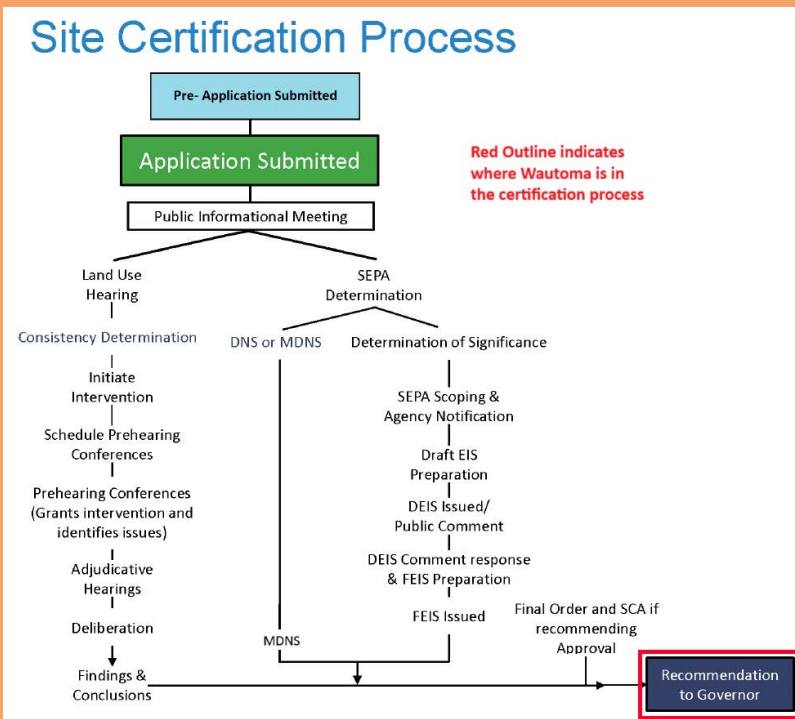 Site Certification Process
Pre- Application Submitted
Application Submitted
Red Outline indicates
where Wautoma is in
the certification process
Public Informational Meeting
Land Use
Hearing
SEPA
Determination
Consistency Determination
DNS or MDNS
Determination of Significance
Initiate
Intervention
SEPA Scoping &
Agency Notification
Schedule Prehearing
Conferences
Draft EIS
Preparation
Prehearing Conferences
(Grants intervention and
identifies issues)
DEIS Issued/
Public Comment
Adjudicative
Hearings
DEIS Comment response
& FEIS Preparation
Deliberation
MDNS
FEIS Issued
Final Order and SCA if
recommending
Approval
Findings &
Conclusions
Recommendation
to Governor